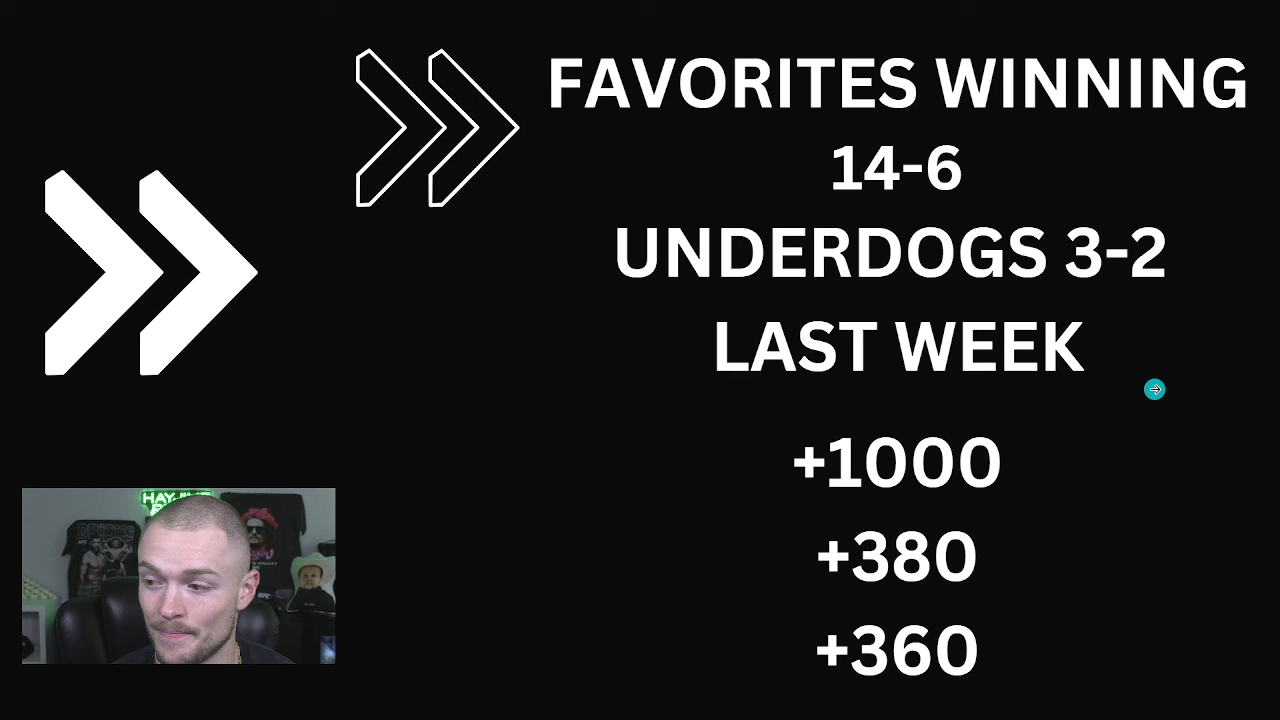 FAVORITES WINNING
14-6
UNDERDOGS 3-2
LAST WEEK
+1000
+380
+360